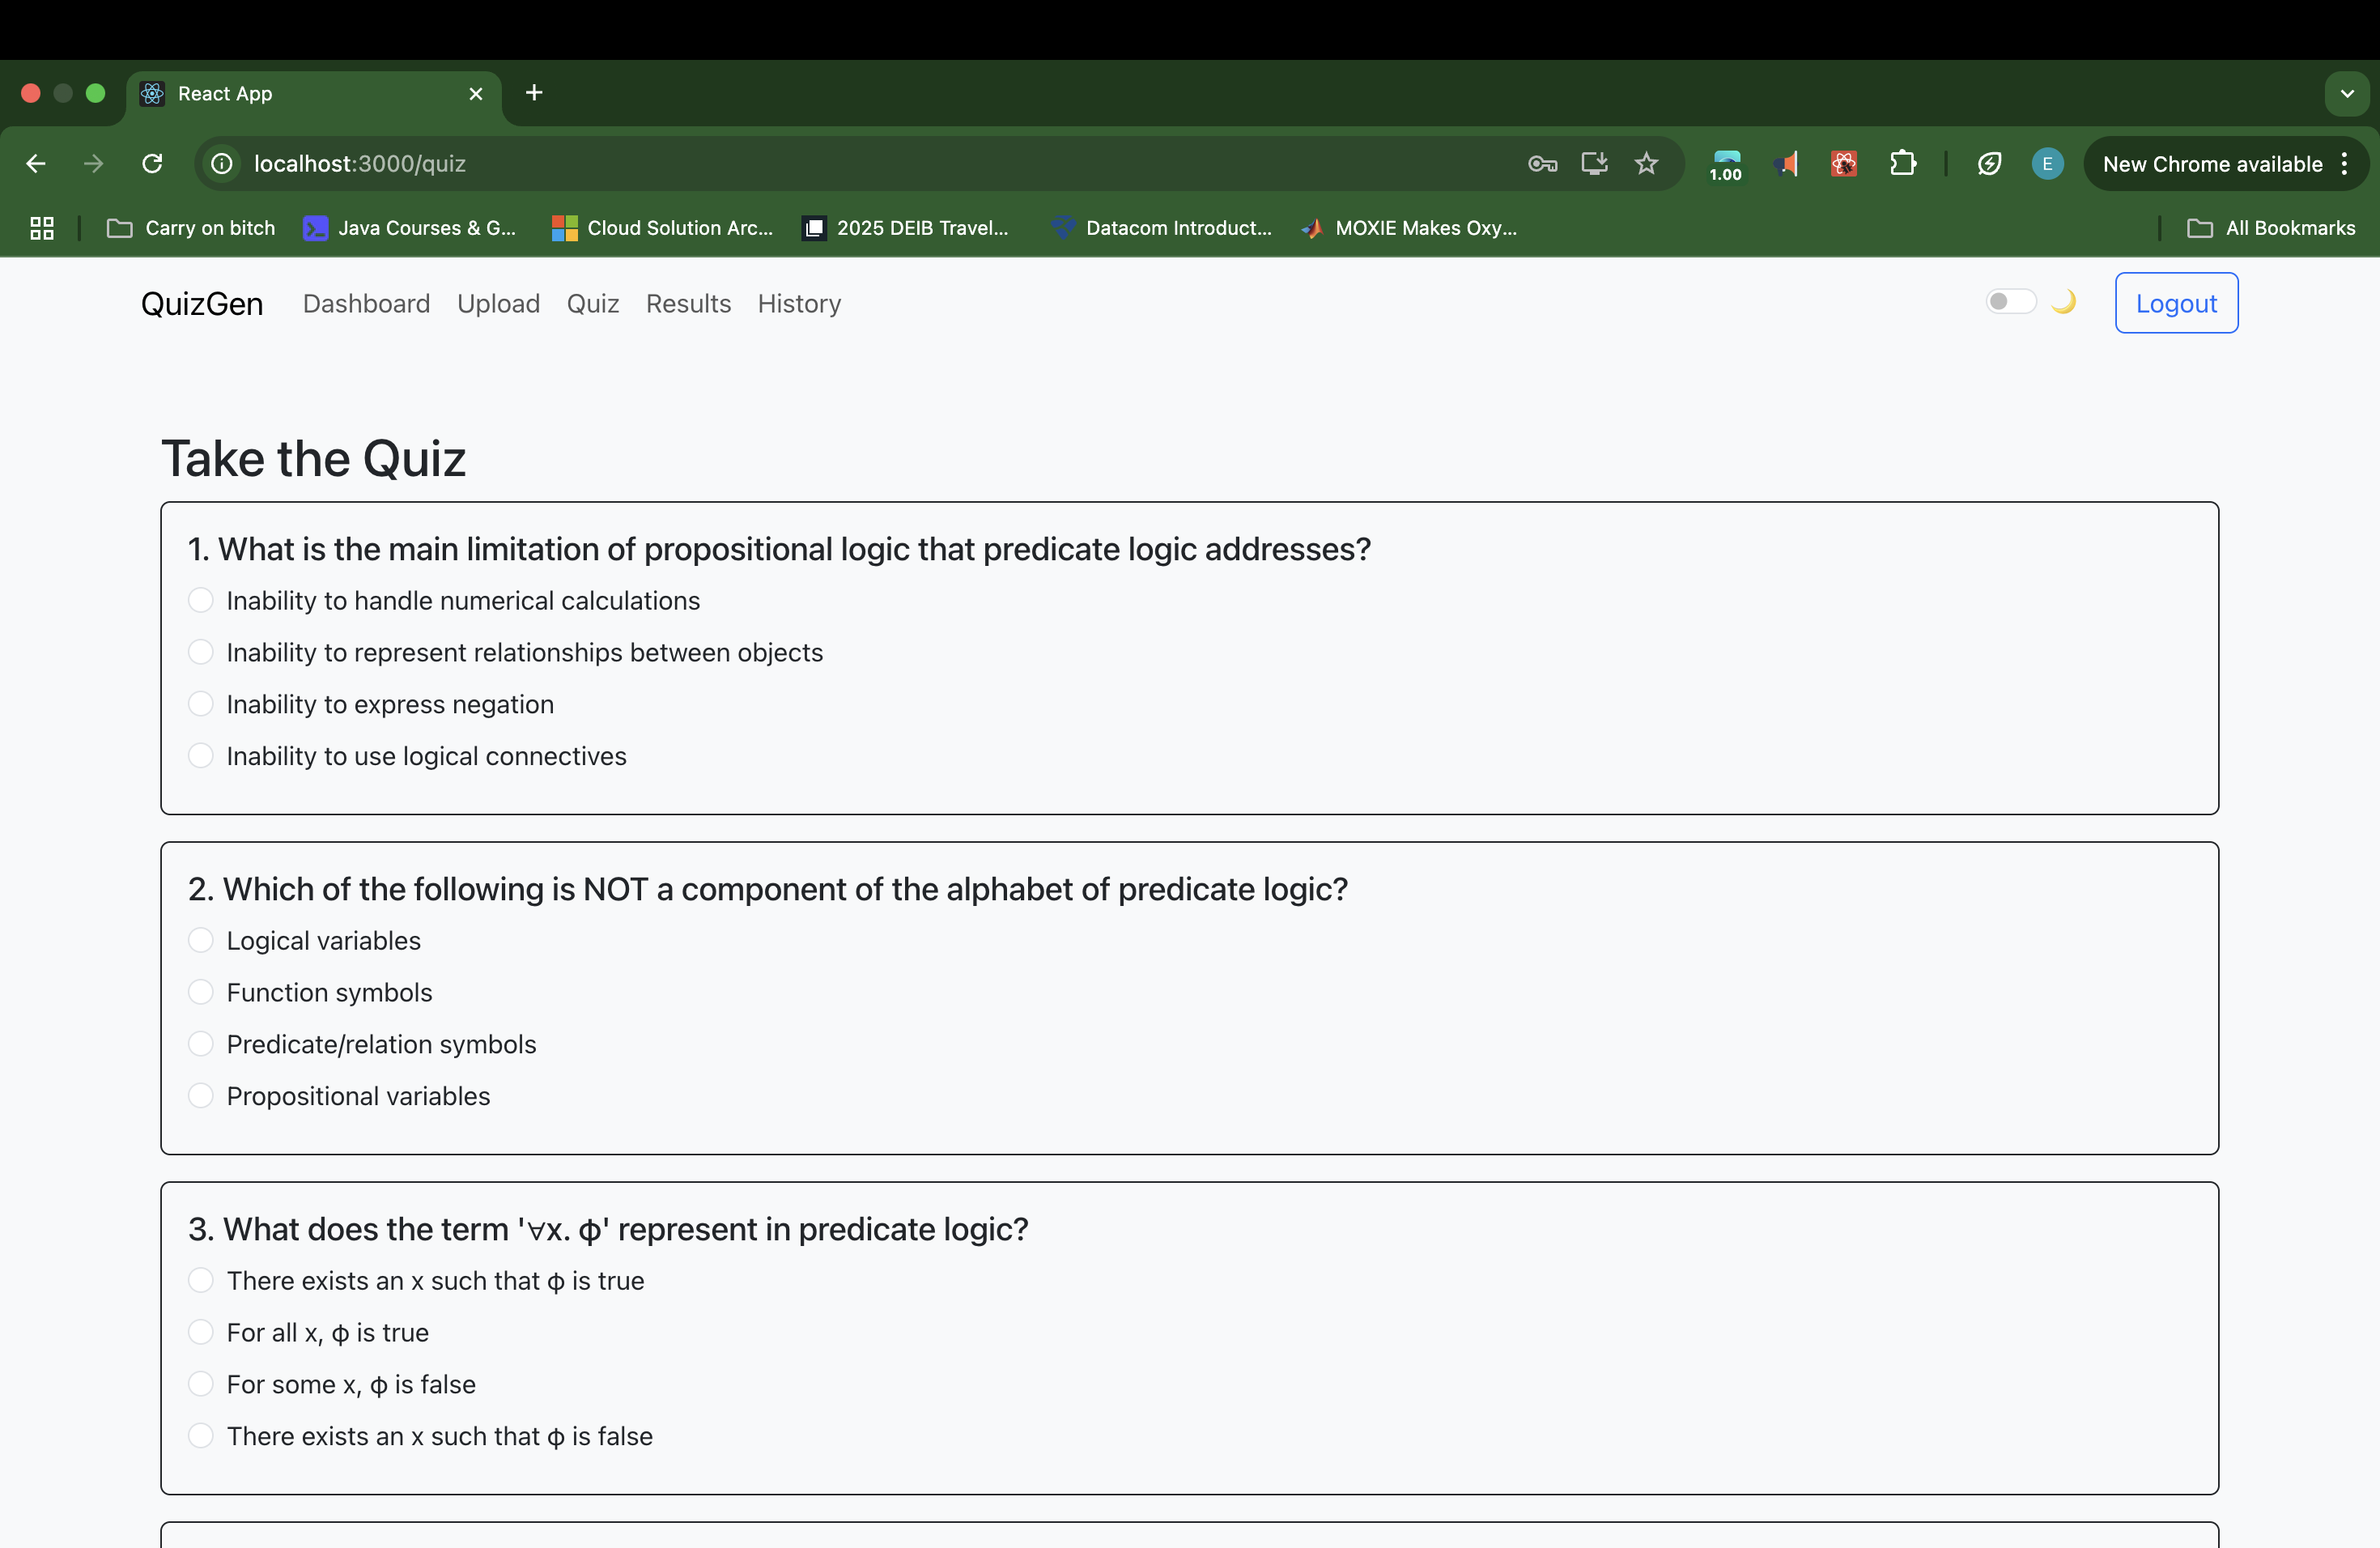 React App
localhost:3000/quiz
1.00
E
New Chrome available
Carry on bitch
Java Courses & G...
Cloud Solution Arc...
2025 DEIB Travel...
Datacom Introduct...
MOXIE Makes Oxy...
All Bookmarks
QuizGen Dashboard Upload Quiz Results History
Logout
Take the Quiz
1. What is the main limitation of propositional logic that predicate logic addresses?
Inability to handle numerical calculations
Inability to represent relationships between objects
Inability to express negation
Inability to use logical connectives
2. Which of the following is NOT a component of the alphabet of predicate logic?
Logical variables
Function symbols
Predicate/relation symbols
Propositional variables
3. What does the term '∀x. ϕ' represent in predicate logic?
There exists an x such that ϕ is true
For all x, ϕ is true
For some x, ϕ is false
There exists an x such that ϕ is false